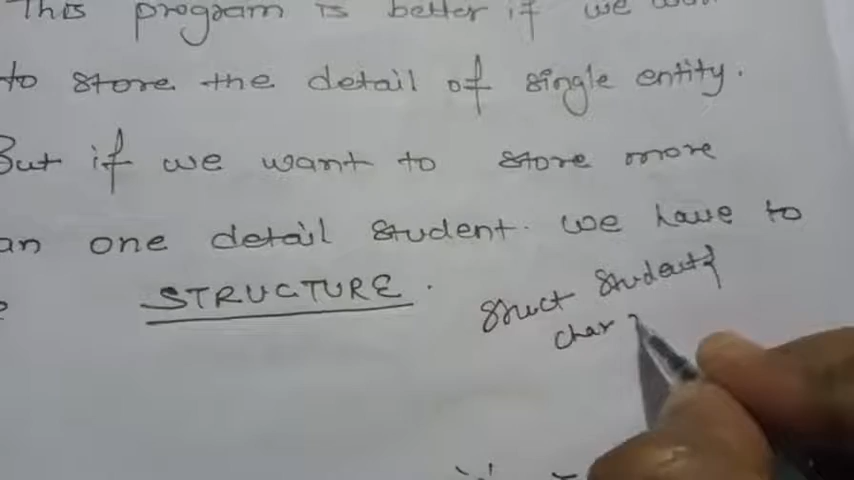 This program is better if we
to store the detail of single entity.
But if we want to store more
an one detail student. we have to
STRUCTURE.
struct student{
char